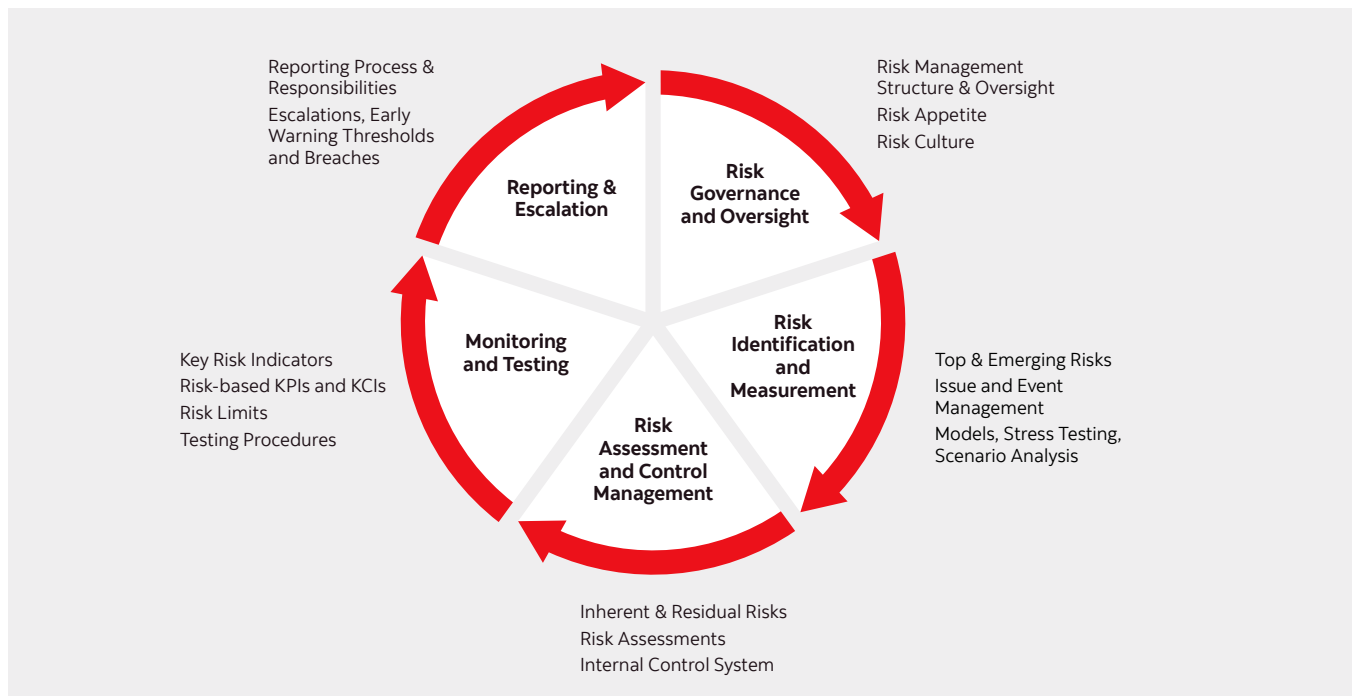 Reporting Process &
Responsibilities
Escalations, Early
Warning Thresholds
and Breaches
Risk Management
Structure & Oversight
Risk Appetite
Risk Culture
Reporting &
Escalation
Risk
Governance
and Oversight
Monitoring
and Testing
Risk
Identification
and
Measurement
Key Risk Indicators
Risk-based KPIs and KCIs
Risk Limits
Testing Procedures
Top & Emerging Risks
Issue and Event
Management
Models, Stress Testing,
Scenario Analysis
Risk
Assessment
and Control
Management
Inherent & Residual Risks
Risk Assessments
Internal Control System